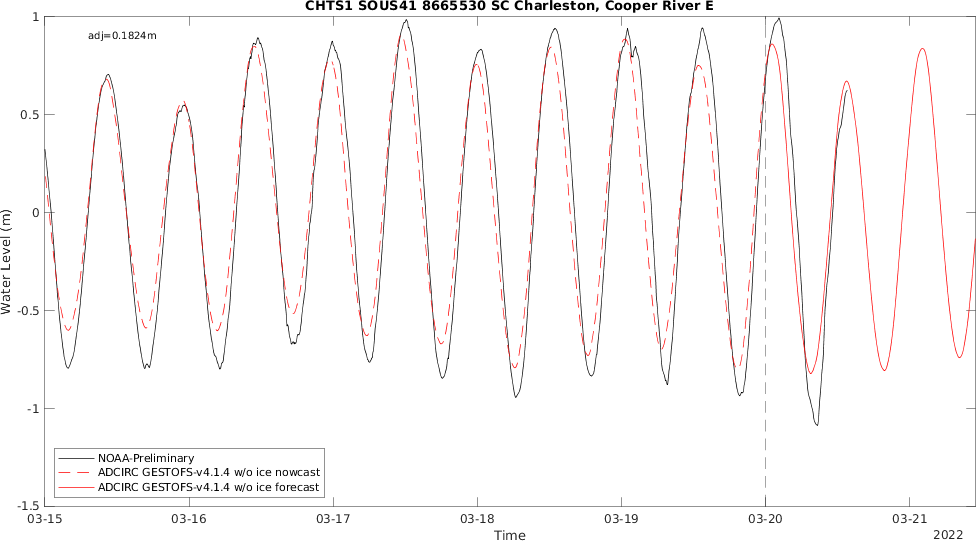 CHTS1 SOUS41 8665530 SC Charleston, Cooper River E
adj=0.1824m
1
0.5
0
-0.5
-1
-1.5
Water Level (m)
NOAA-Preliminary
ADCIRC GESTOFS-v4.1.4 w/o ice nowcast
ADCIRC GESTOFS-v4.1.4 w/o ice forecast
03-15 03-16 03-17 03-18 03-19 03-20 03-21
Time
2022